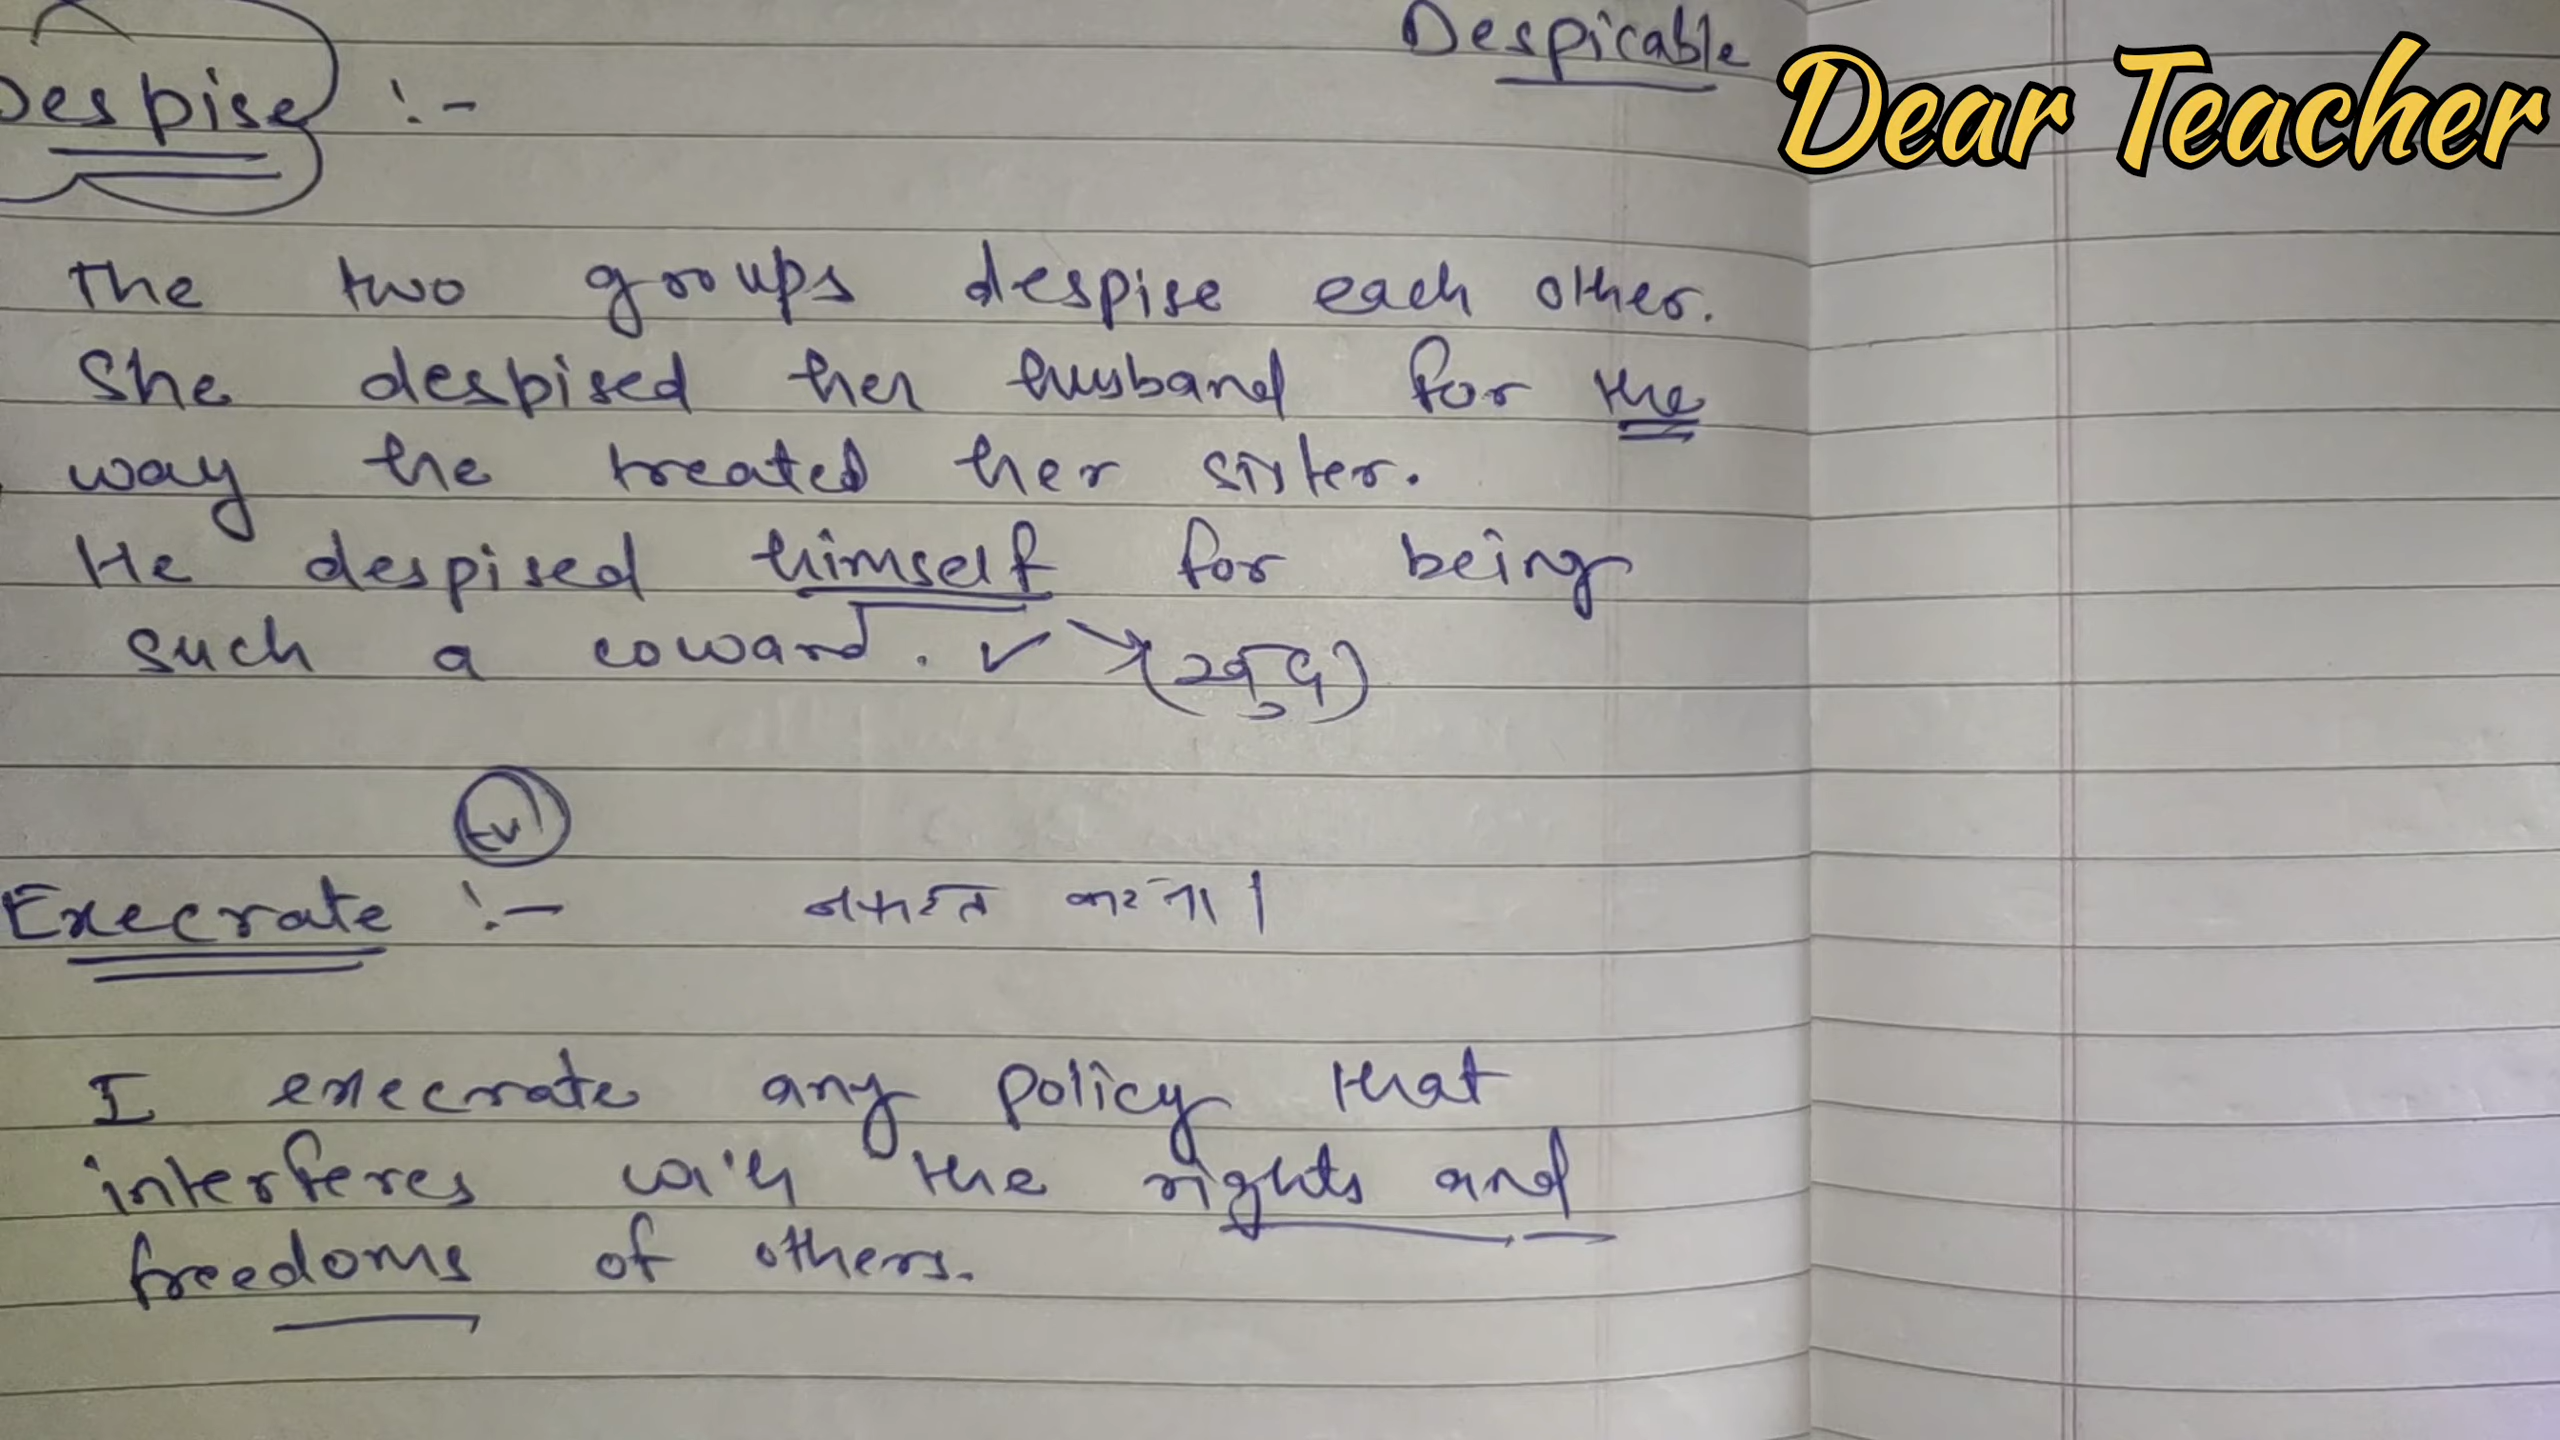 Despicable
Dear Teacher
Despise :-
The two groups despise each other.
She despised her husband for the
way he treated her sister.
He despised himself for being
such a coward. ✓ → (खुद)
Execrate :- नफरत करना।
I execrate any policy that
interferes with the rights and
freedoms of others.